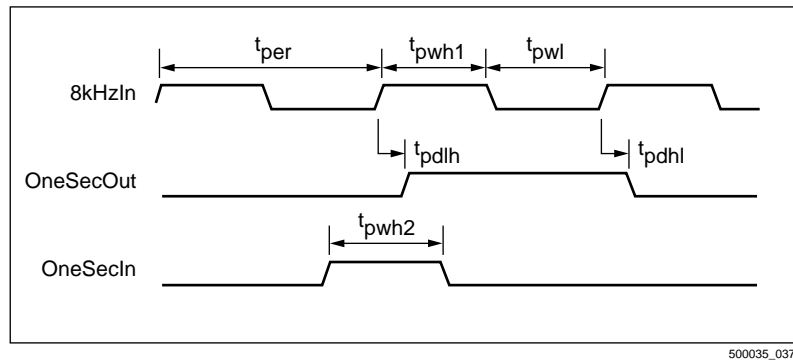 tper
tpwh1
tpwl
8kHzIn
tpdlh
tpdhl
OneSecOut
tpwh2
OneSecIn
500035_037